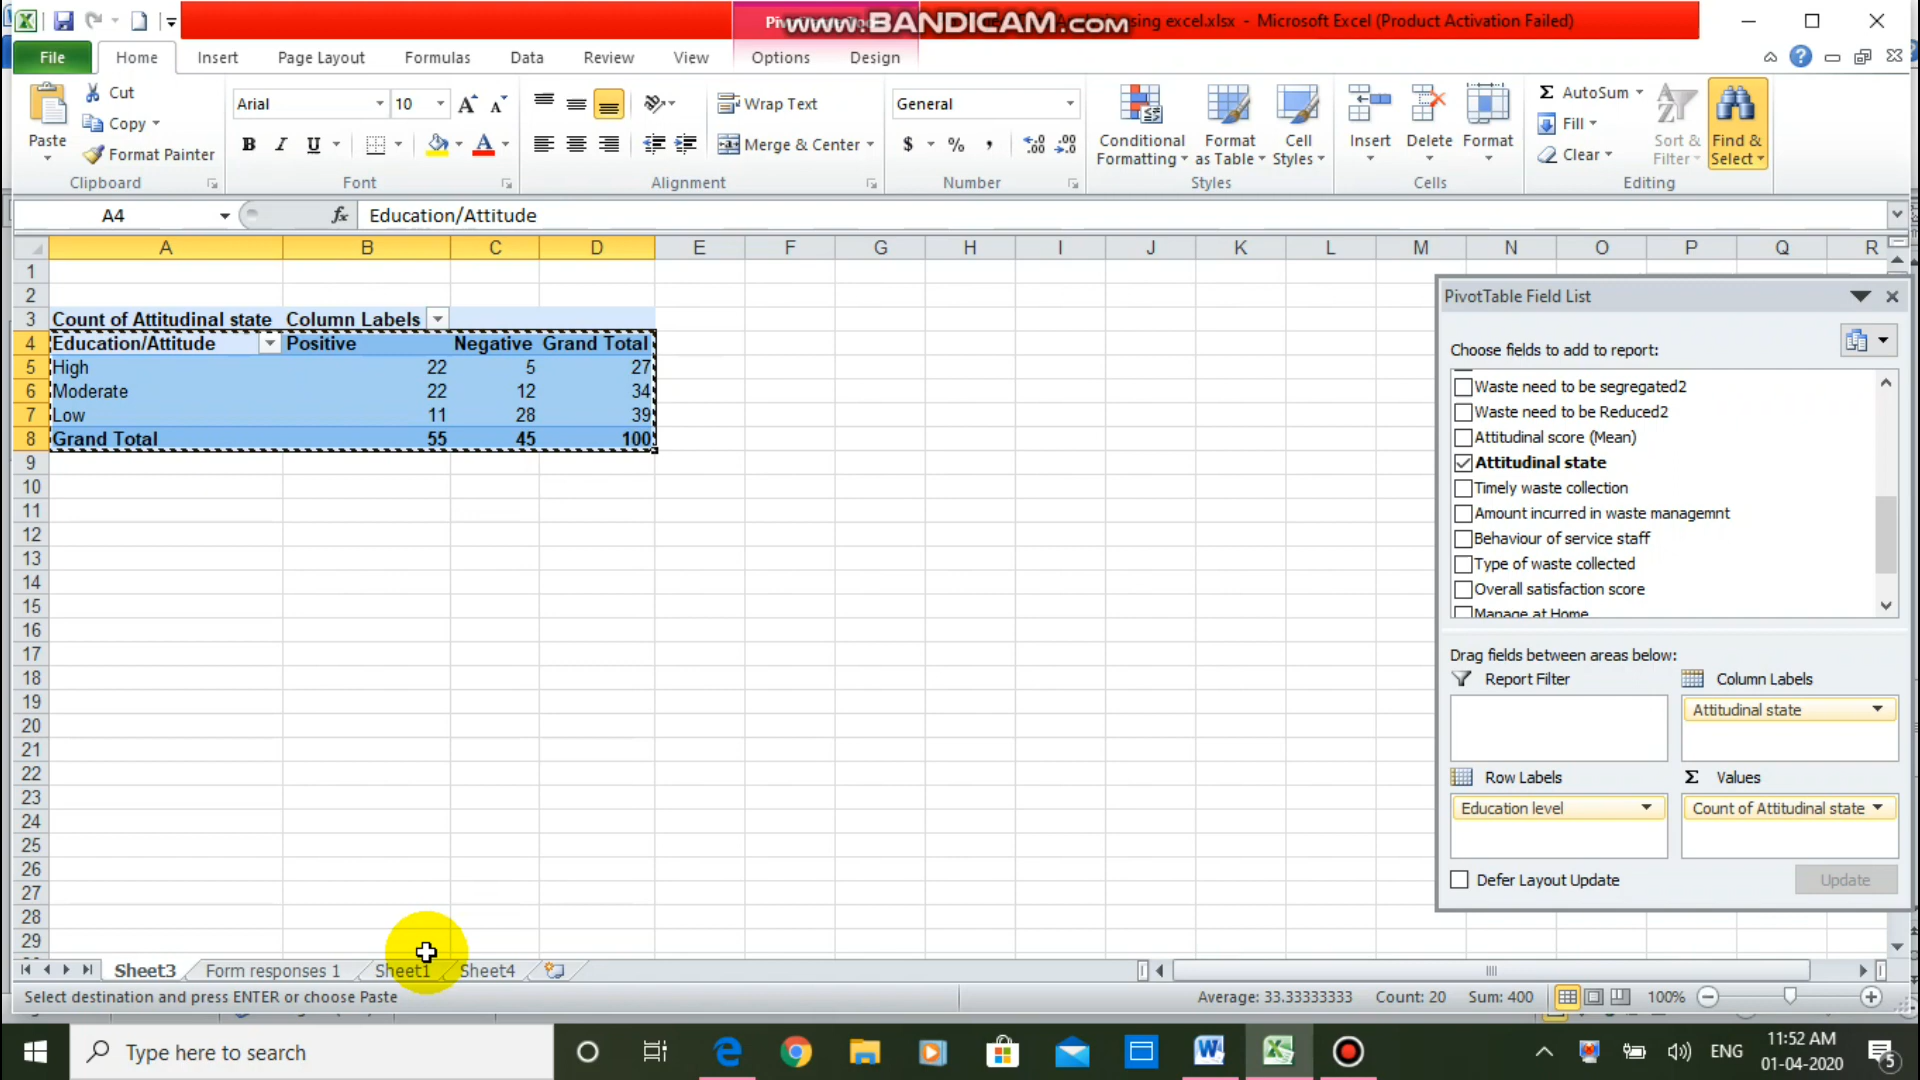 www.BANDICAM.com
sing excel.xlsx - Microsoft Excel (Product Activation Failed)
File Home Insert Page Layout Formulas Data Review View Options Design
Paste
Cut
Copy
Format Painter
Clipboard
Arial 10
B I U
Font
Wrap Text
Merge & Center
Alignment
General
$ % ,
Number
Conditional Formatting
Format as Table
Cell Styles
Styles
Insert Delete Format
Cells
AutoSum
Fill
Clear
Sort & Filter
Find & Select
Editing
A4 fx Education/Attitude
A B C D E F G H I J K L M N O P Q R
1
2
3 Count of Attitudinal state Column Labels
4 Education/Attitude Positive Negative Grand Total
5 High 22 5 27
6 Moderate 22 12 34
7 Low 11 28 39
8 Grand Total 55 45 100
9
10
11
12
13
14
15
16
17
18
19
20
21
22
23
24
25
26
27
28
29
PivotTable Field List
Choose fields to add to report:
Waste need to be segregated2
Waste need to be Reduced2
Attitudinal score (Mean)
Attitudinal state
Timely waste collection
Amount incurred in waste managemnt
Behaviour of service staff
Type of waste collected
Overall satisfaction score
Manage at Home
Drag fields between areas below:
Report Filter Column Labels
Attitudinal state
Row Labels Σ Values
Education level Count of Attitudinal state
Defer Layout Update Update
Sheet3 Form responses 1 Sheet1 Sheet4
Select destination and press ENTER or choose Paste Average: 33.33333333 Count: 20 Sum: 400 100%
Type here to search
ENG
11:52 AM
01-04-2020
5